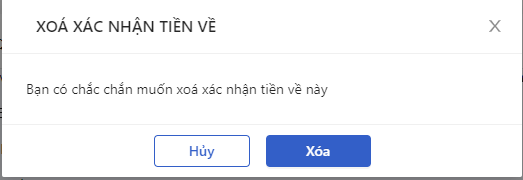 XOÁ XÁC NHẬN TIỀN VỀ
Bạn có chắc chắn muốn xoá xác nhận tiền về này
Hủy
Xóa